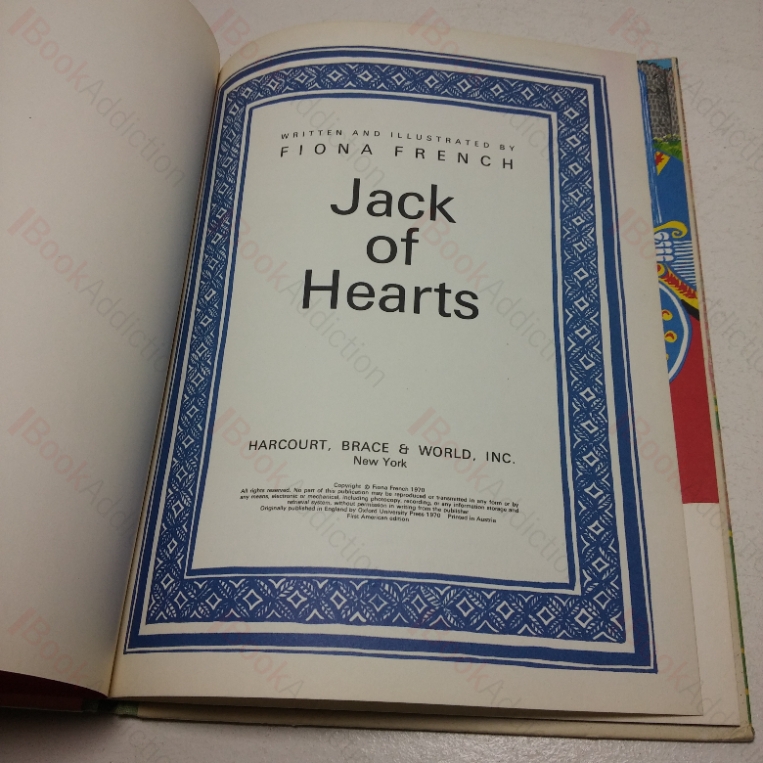 WRITTEN AND ILLUSTRATED BY
FIONA FRENCH
Jack
of
Hearts
HARCOURT, BRACE & WORLD, INC.
New York
Copyright © Fiona French 1970
All rights reserved. No part of this publication may be reproduced or transmitted in any form or by
any means, electronic or mechanical, including photocopy, recording, or any information storage and
retrieval system, without permission in writing from the publisher
Originally published in England by Oxford University Press 1970 Printed in Austria
First American edition
BookAddiction